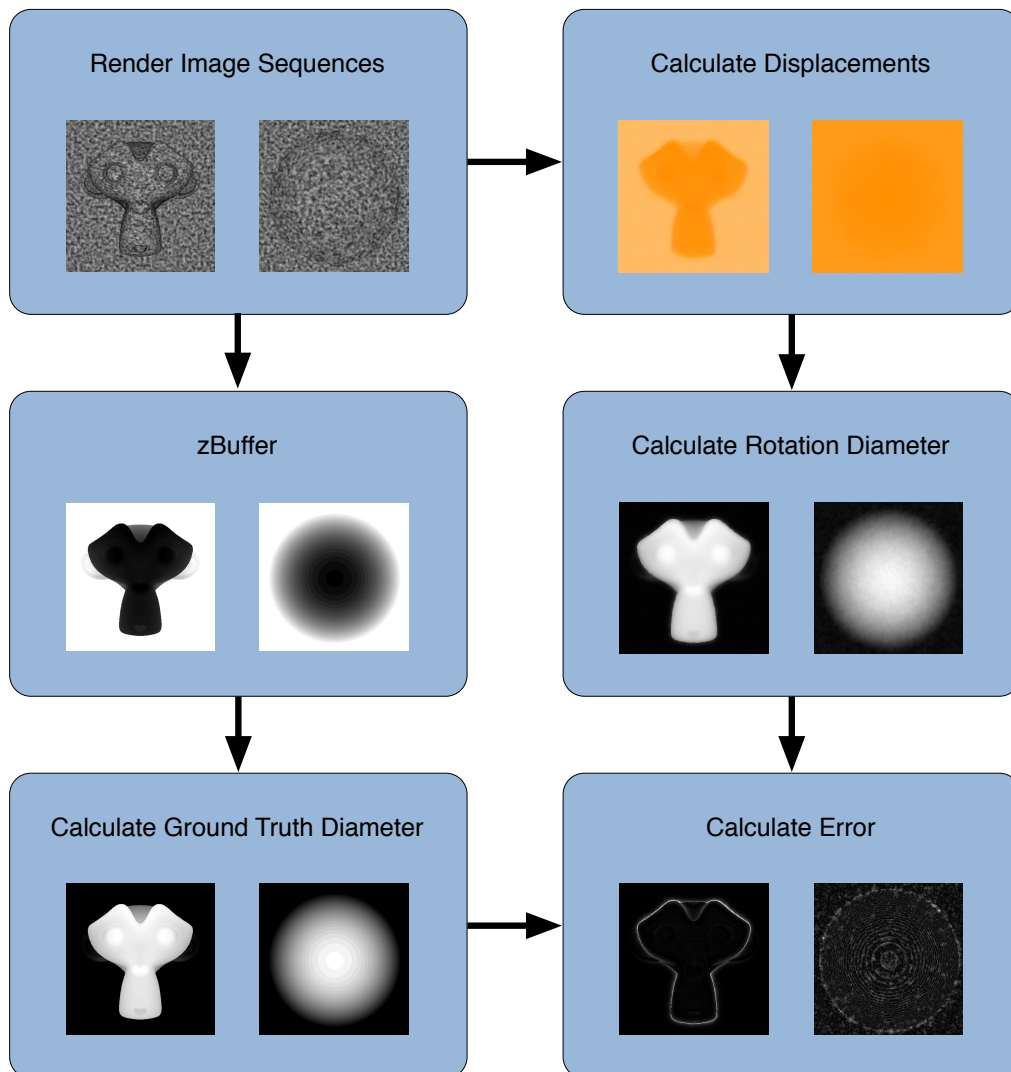 Render Image Sequences
Calculate Displacements
zBuffer
Calculate Rotation Diameter
Calculate Ground Truth Diameter
Calculate Error